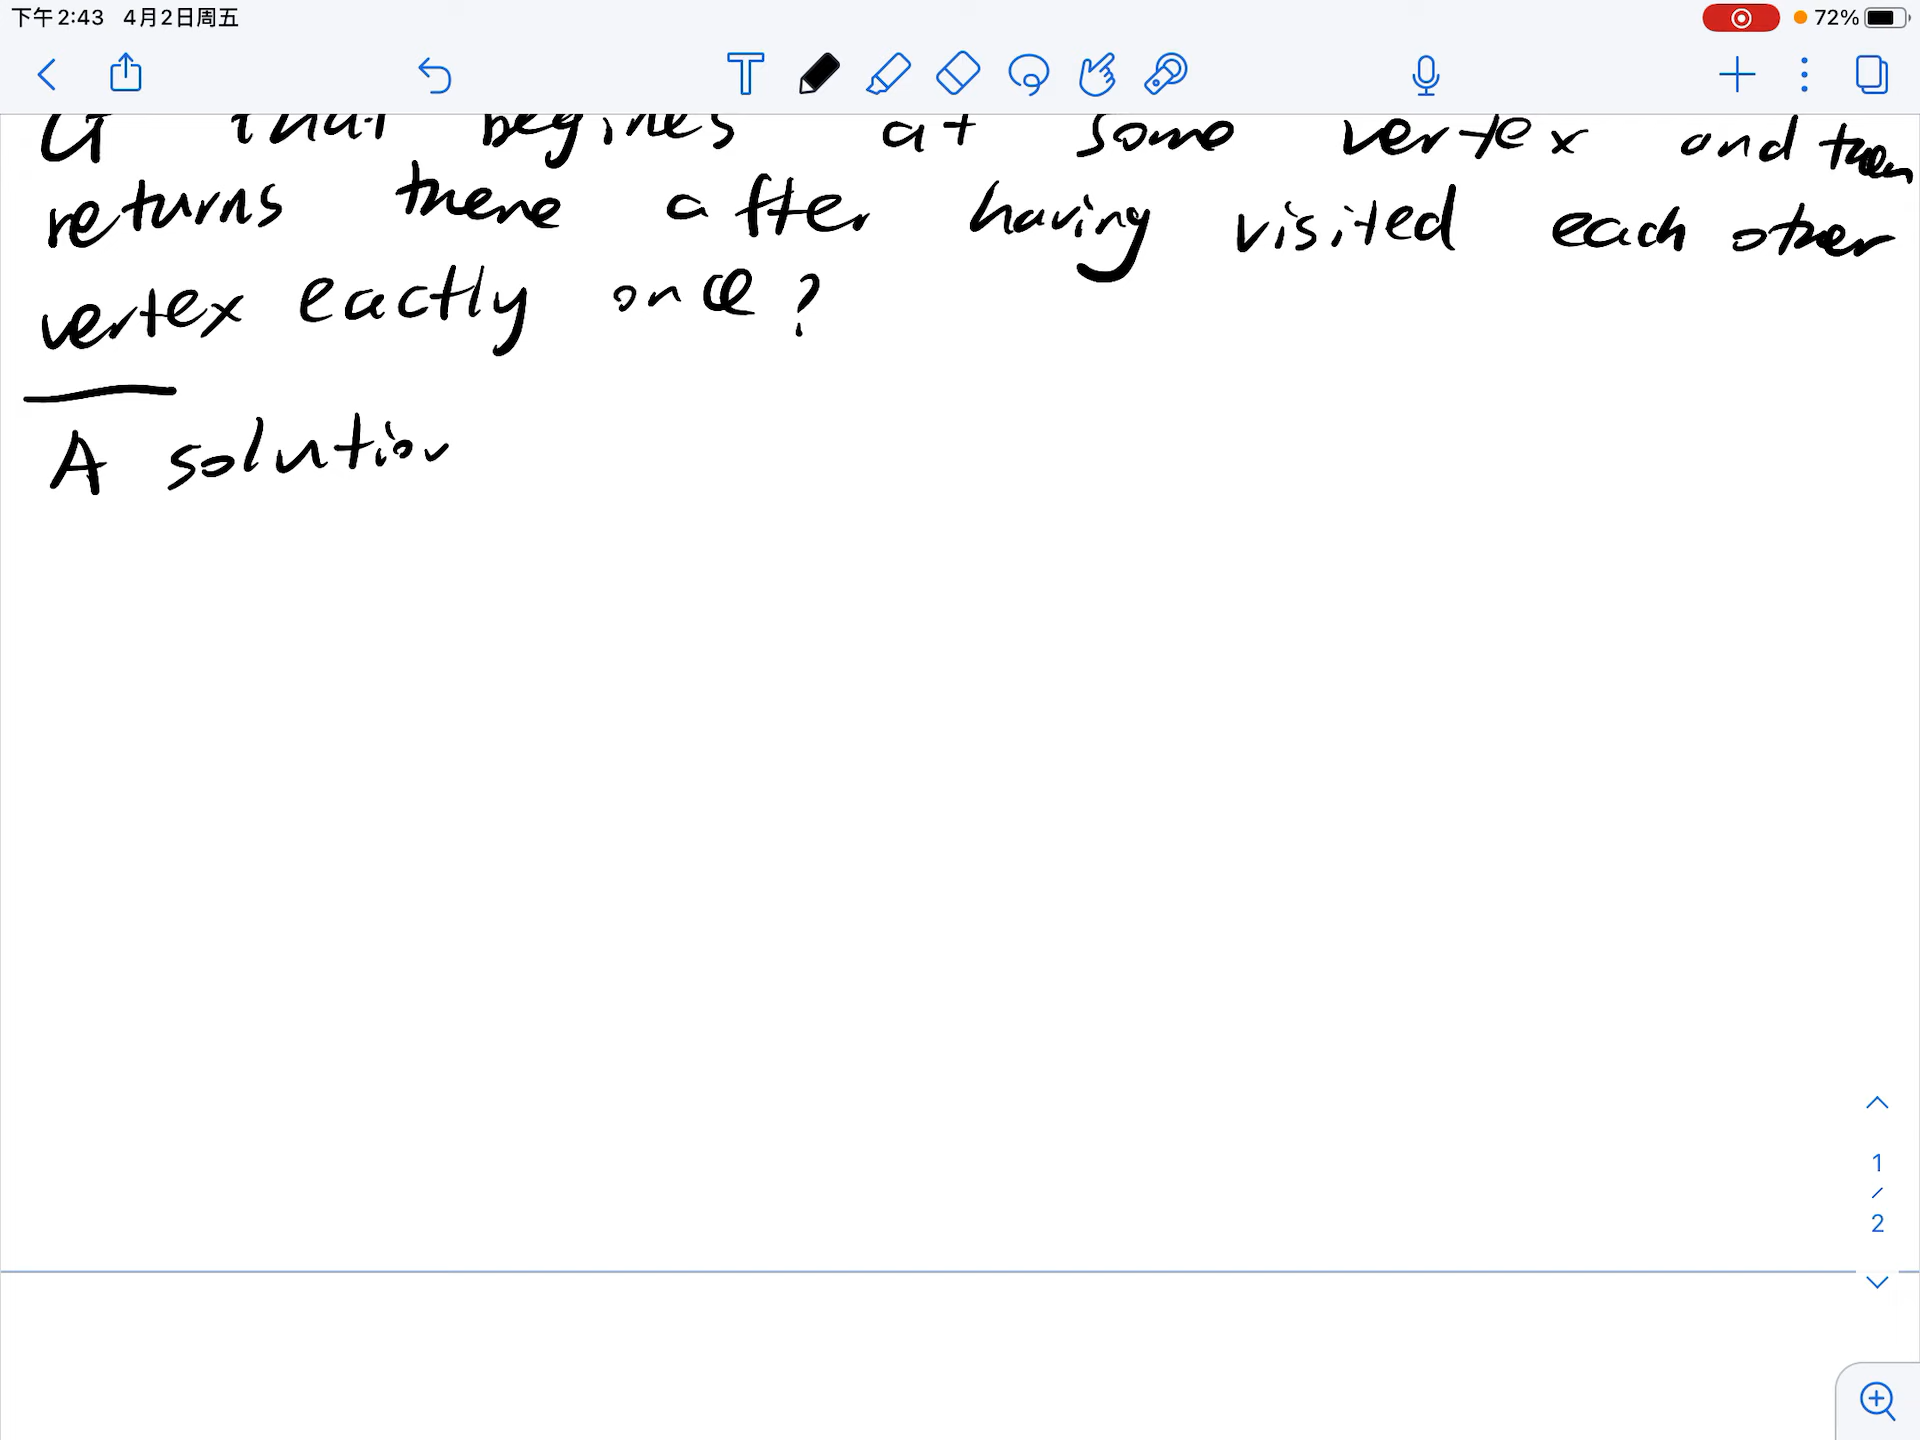 下午2:43 4月2日周五
72%
T
G that begines at some vertex and then
returns there after having visited each other
vertex eactly once?
A solution
1
/
2